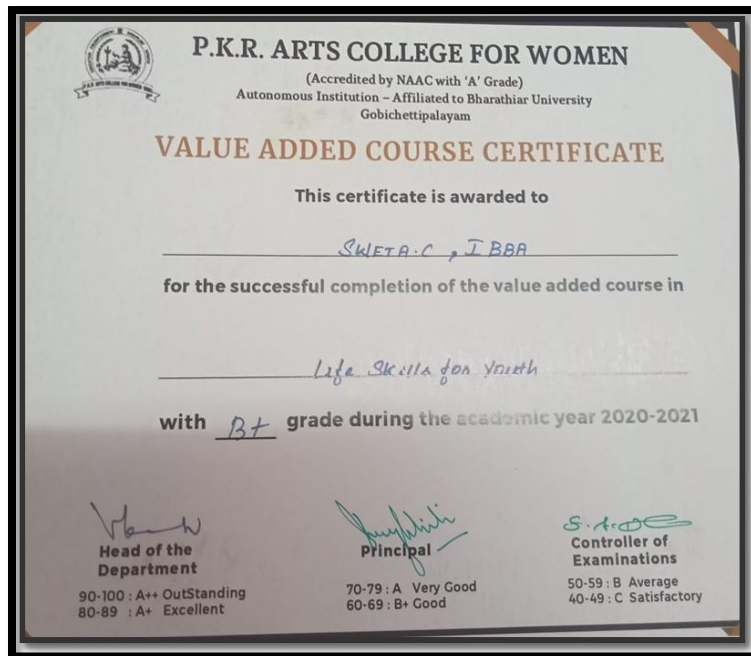 P.K.R. ARTS COLLEGE FOR WOMEN
(Accredited by NAAC with ‘A’ Grade)
Autonomous Institution – Affiliated to Bharathiar University
Gobichettipalayam
VALUE ADDED COURSE CERTIFICATE
This certificate is awarded to
SWETA.C, I BBA
for the successful completion of the value added course in
Life Skills for Youth
with B+ grade during the academic year 2020-2021
Head of the Department
Principal
Controller of Examinations
90-100 : A++ OutStanding
80-89 : A+ Excellent
70-79 : A Very Good
60-69 : B+ Good
50-59 : B Average
40-49 : C Satisfactory